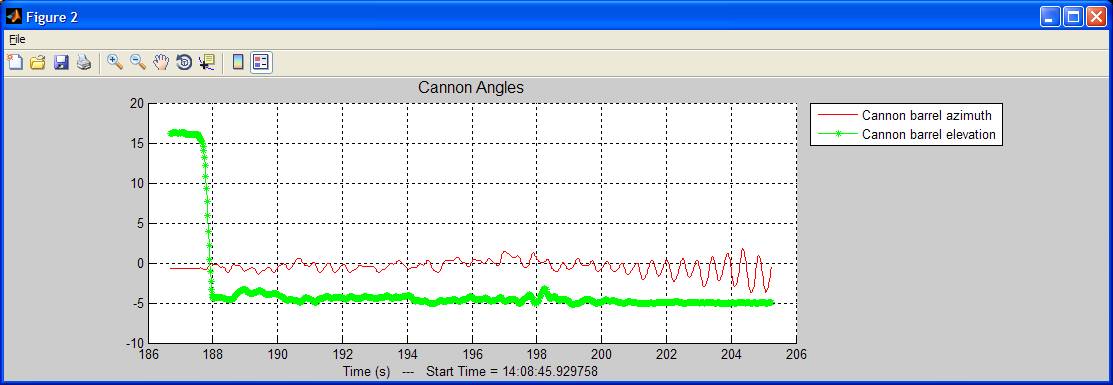 Figure 2
File
Cannon Angles
Cannon barrel azimuth
Cannon barrel elevation
20
15
10
5
0
-5
-10
186 188 190 192 194 196 198 200 202 204 206
Time (s) --- Start Time = 14:08:45.929758